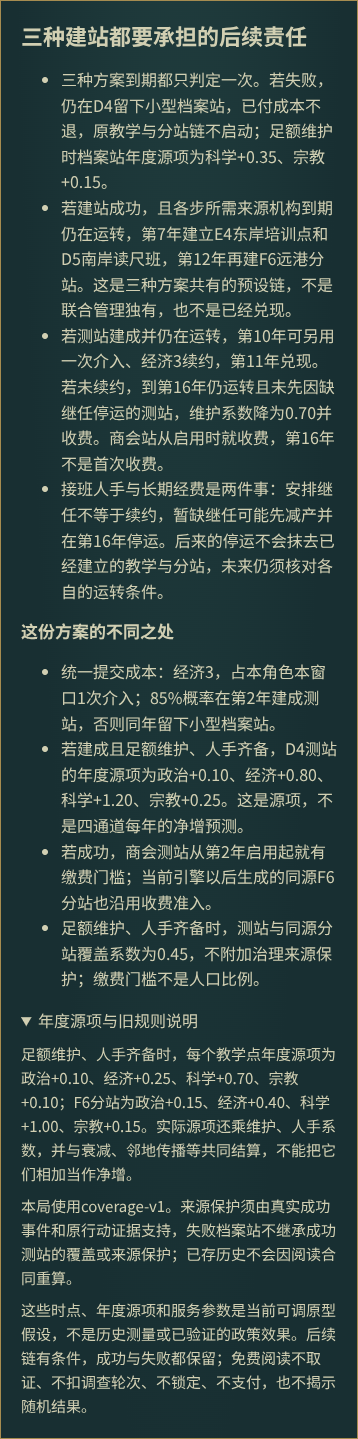 三种建站都要承担的后续责任
• 三种方案到期都只判定一次。若失败，
仍在D4留下小型档案站，已付成本不
退，原教学与分站链不启动；足额维护
时档案站年度源项为科学+0.35、宗教
+0.15。
• 若建站成功，且各步所需来源机构到期
仍在运转，第7年建立E4东岸培训点和
D5南岸读尺班，第12年再建F6远港分
站。这是三种方案共有的预设链，不是
联合管理独有，也不是已经兑现。
• 若测站建成并仍在运转，第10年可另用
一次介入、经济3续约，第11年兑现。
若未续约，到第16年仍运转且未先因缺
继任停运的测站，维护系数降为0.70并
收费。商会站从启用时就收费，第16年
不是首次收费。
• 接班人手与长期经费是两件事：安排继
任不等于续约，暂缺继任可能先减产并
在第16年停运。后来的停运不会抹去已
经建立的教学与分站，未来仍须核对各
自的运转条件。
这份方案的不同之处
• 统一提交成本：经济3，占本角色本窗
口1次介入；85%概率在第2年建成测
站，否则同年留下小型档案站。
• 若建成且足额维护、人手齐备，D4测站
的年度源项为政治+0.10、经济+0.80、
科学+1.20、宗教+0.25。这是源项，不
是四通道每年的净增预测。
• 若成功，商会测站从第2年启用起就有
缴费门槛；当前引擎以后生成的同源F6
分站也沿用收费准入。
• 足额维护、人手齐备时，测站与同源分
站覆盖系数为0.45，不附加治理来源保
护；缴费门槛不是人口比例。
▼ 年度源项与旧规则说明
足额维护、人手齐备时，每个教学点年度源项为
政治+0.10、经济+0.25、科学+0.70、宗教
+0.10；F6分站为政治+0.15、经济+0.40、科学
+1.00、宗教+0.15。实际源项还乘维护、人手系
数，并与衰减、邻地传播等共同结算，不能把它
们相加当作净增。
本局使用coverage-v1。来源保护须由真实成功
事件和原行动证据支持，失败档案站不继承成功
测站的覆盖或来源保护；已存历史不会因阅读合
同重算。
这些时点、年度源项和服务参数是当前可调原型
假设，不是历史测量或已验证的政策效果。后续
链有条件，成功与失败都保留；免费阅读不取
证、不扣调查轮次、不锁定、不支付，也不揭示
随机结果。